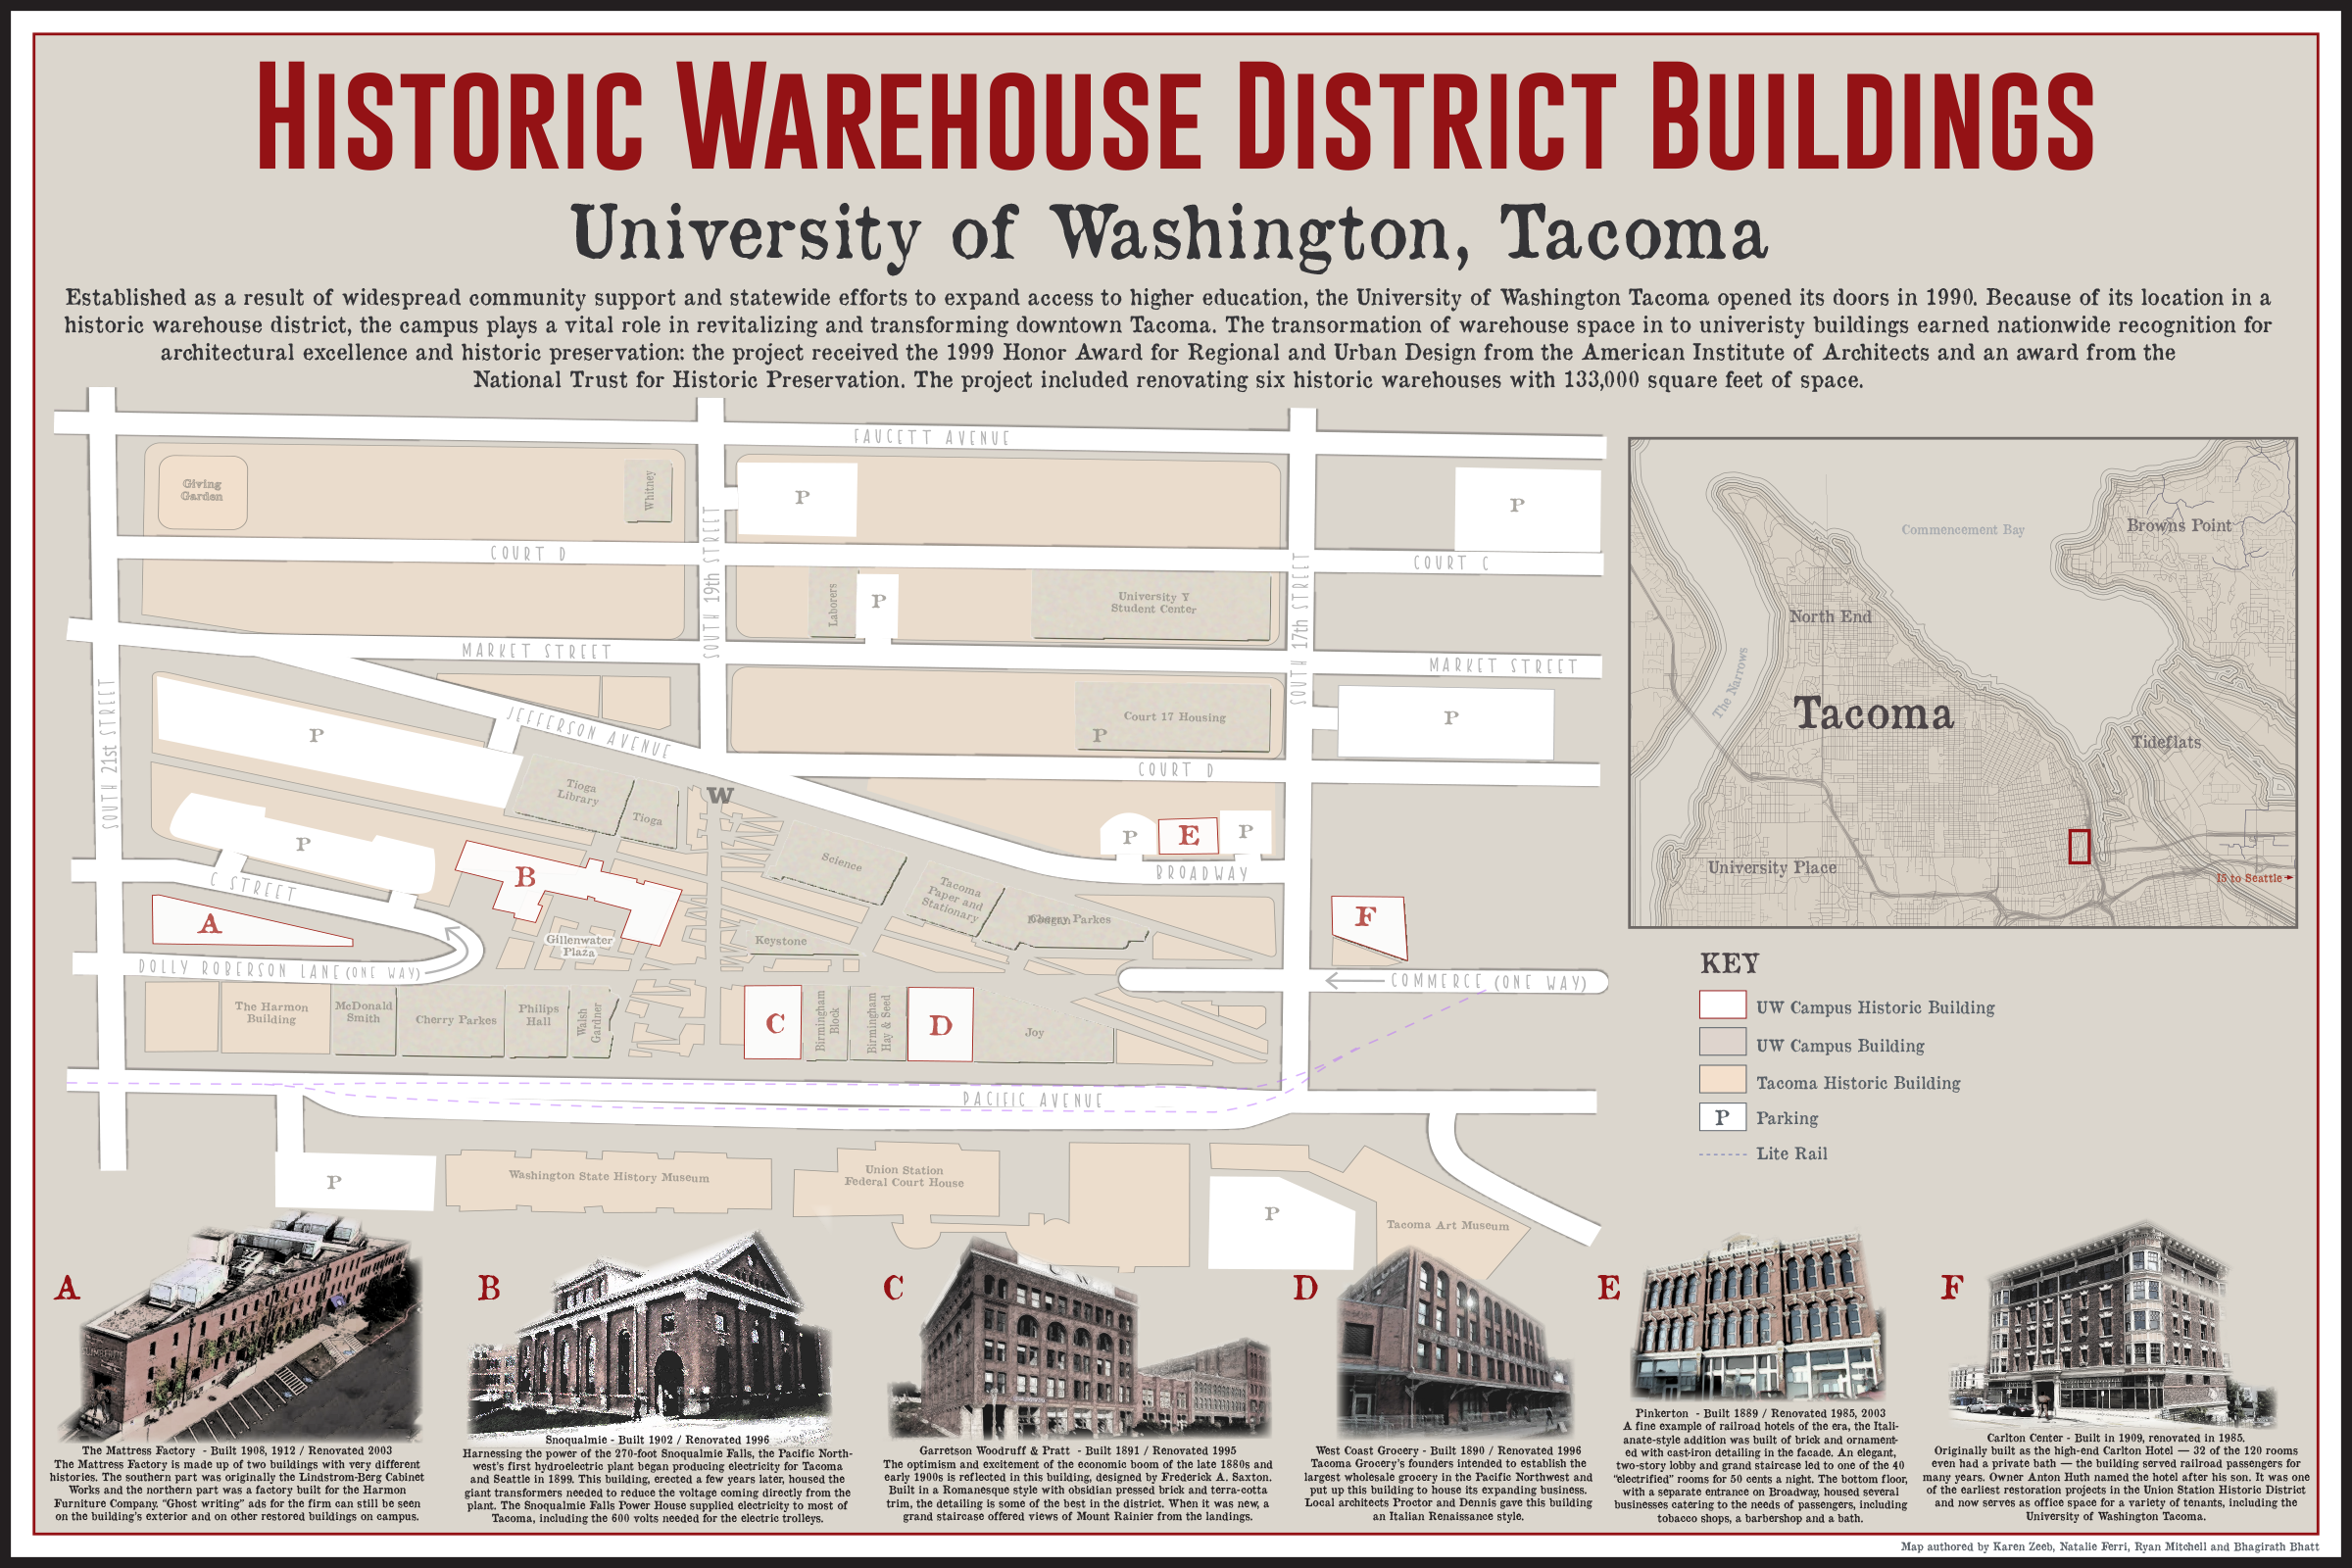 Historic Warehouse District Buildings
University of Washington, Tacoma
Established as a result of widespread community support and statewide efforts to expand access to higher education, the University of Washington Tacoma opened its doors in 1990. Because of its location in a
historic warehouse district, the campus plays a vital role in revitalizing and transforming downtown Tacoma. The transormation of warehouse space in to univeristy buildings earned nationwide recognition for
architectural excellence and historic preservation: the project received the 1999 Honor Award for Regional and Urban Design from the American Institute of Architects and an award from the
National Trust for Historic Preservation. The project included renovating six historic warehouses with 133,000 square feet of space.
FAUCETT AVENUE
Giving
Garden
Whitney
P
P
COURT D
COURT C
SOUTH 19th STREET
SOUTH 17th STREET
Laborers
P
University Y
Student Center
MARKET STREET
MARKET STREET
SOUTH 21st STREET
P
JEFFERSON AVENUE
Court 17 Housing
P
P
COURT D
Tioga
Library
Tioga
W
P
Science
P
E
P
BROADWAY
B
C STREET
A
Tacoma
Paper and
Stationary
Cherry Parkes
F
Gillenwater
Plaza
Keystone
DOLLY ROBERSON LANE (ONE WAY)
COMMERCE (ONE WAY)
The Harmon
Building
McDonald
Smith
Cherry Parkes
Philips
Hall
Walsh
Gardner
C
Birmingham
Block
Birmingham
Hay & Seed
D
Joy
PACIFIC AVENUE
P
Washington State History Museum
Union Station
Federal Court House
P
Tacoma Art Museum
Commencement Bay
Browns Point
North End
The Narrows
Tacoma
Tideflats
University Place
I5 to Seattle
KEY
UW Campus Historic Building
UW Campus Building
Tacoma Historic Building
P Parking
Lite Rail
A
The Mattress Factory - Built 1908, 1912 / Renovated 2003
The Mattress Factory is made up of two buildings with very different
histories. The southern part was originally the Lindstrom-Berg Cabinet
Works and the northern part was a factory built for the Harmon
Furniture Company. "Ghost writing" ads for the firm can still be seen
on the building's exterior and on other restored buildings on campus.
B
Snoqualmie - Built 1902 / Renovated 1996
Harnessing the power of the 270-foot Snoqualmie Falls, the Pacific North-
west's first hydroelectric plant began producing electricity for Tacoma
and Seattle in 1899. This building, erected a few years later, housed the
giant transformers needed to reduce the voltage coming directly from the
plant. The Snoqualmie Falls Power House supplied electricity to most of
Tacoma, including the 600 volts needed for the electric trolleys.
C
Garretson Woodruff & Pratt - Built 1891 / Renovated 1995
The optimism and excitement of the economic boom of the late 1880s and
early 1900s is reflected in this building, designed by Frederick A. Saxton.
Built in a Romanesque style with obsidian pressed brick and terra-cotta
trim, the detailing is some of the best in the district. When it was new, a
grand staircase offered views of Mount Rainier from the landings.
D
West Coast Grocery - Built 1890 / Renovated 1996
Tacoma Grocery's founders intended to establish the
largest wholesale grocery in the Pacific Northwest and
put up this building to house its expanding business.
Local architects Proctor and Dennis gave this building
an Italian Renaissance style.
E
Pinkerton - Built 1889 / Renovated 1985, 2003
A fine example of railroad hotels of the era, the Itali-
anate-style addition was built of brick and ornament-
ed with cast-iron detailing in the facade. An elegant,
two-story lobby and grand staircase led to one of the 40
"electrified" rooms for 50 cents a night. The bottom floor,
with a separate entrance on Broadway, housed several
businesses catering to the needs of passengers, including
tobacco shops, a barbershop and a bath.
F
Carlton Center - Built in 1909, renovated in 1985.
Originally built as the high-end Carlton Hotel — 32 of the 120 rooms
even had a private bath — the building served railroad passengers for
many years. Owner Anton Huth named the hotel after his son. It was one
of the earliest restoration projects in the Union Station Historic District
and now serves as office space for a variety of tenants, including the
University of Washington Tacoma.
Map authored by Karen Zeeb, Natalie Ferri, Ryan Mitchell and Bhagirath Bhatt